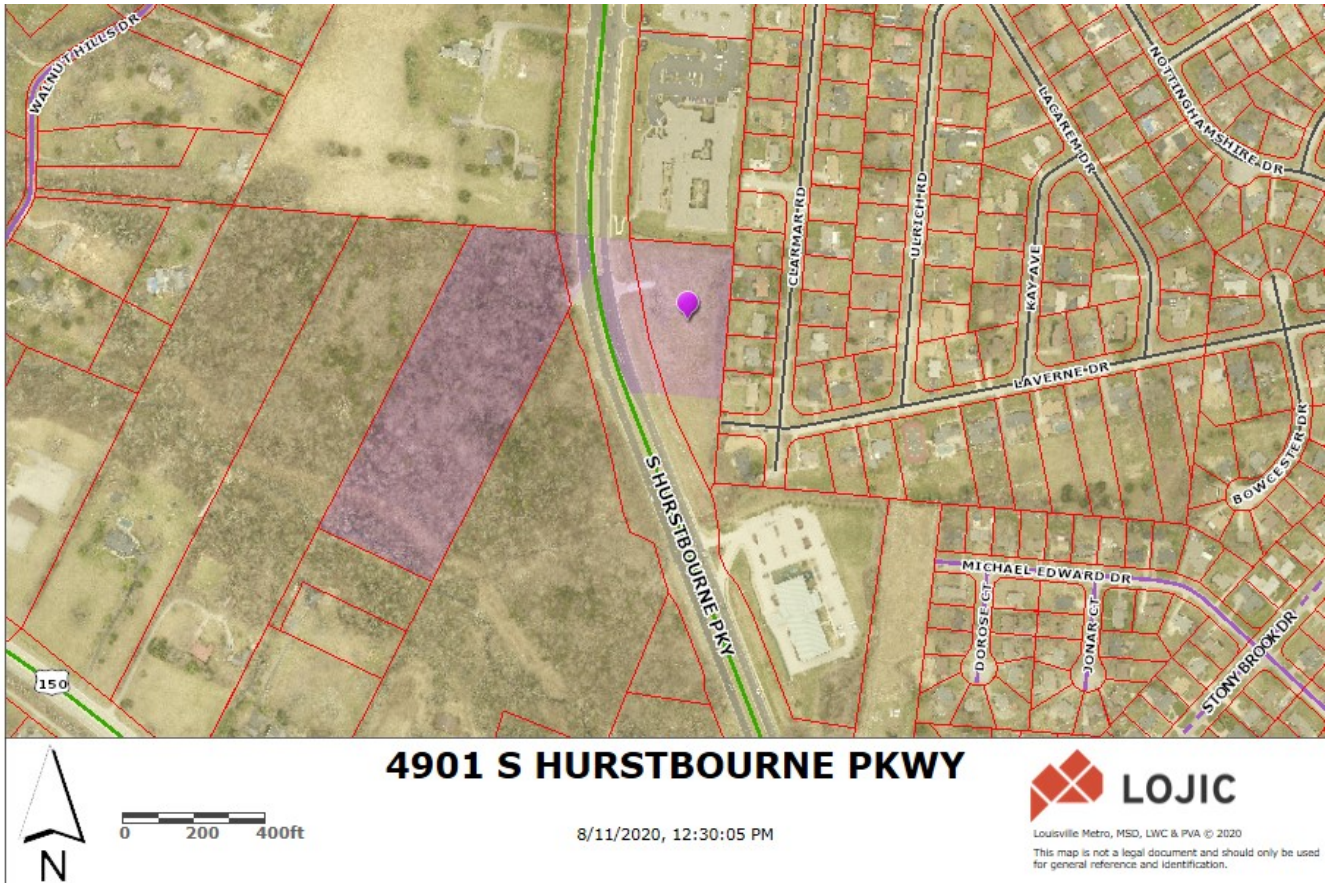 WALNUT HILLS DR
NOTTINGHAMSHIRE DR
LAGAREM DR
CLARMAR RD
ULRICH RD
KAY AVE
LAVERNE DR
BOWCESTER DR
S HURSTBOURNE PKY
MICHAEL EDWARD DR
DOROSE CT
JONAR CT
STONY BROOK DR
150
4901 S HURSTBOURNE PKWY
LOJIC
0 200 400ft
8/11/2020, 12:30:05 PM
Louisville Metro, MSD, LWC & PVA © 2020
This map is not a legal document and should only be used
for general reference and identification.
N